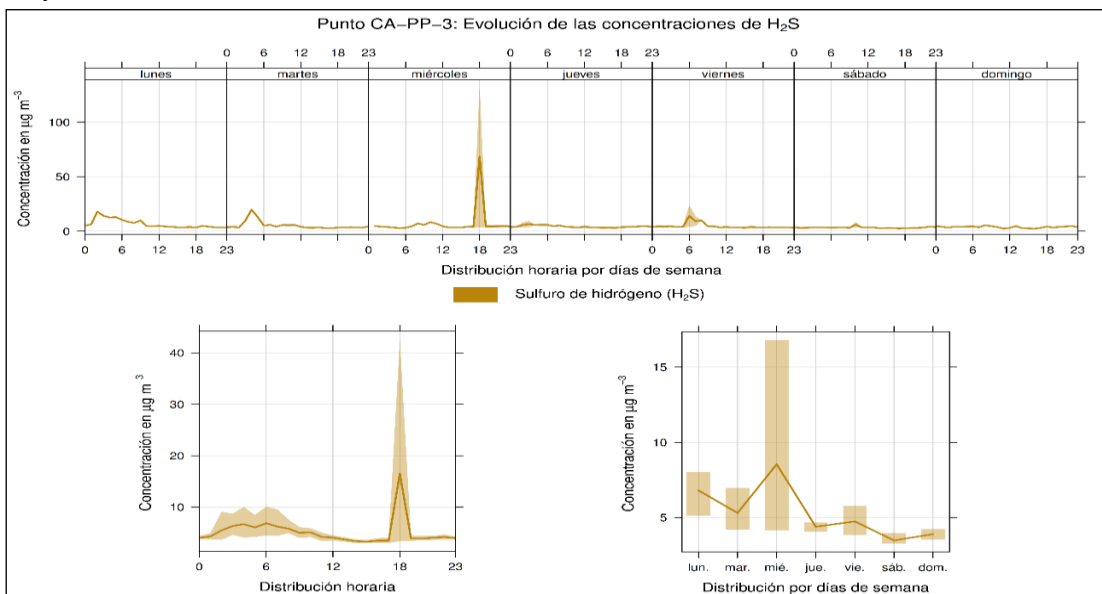 Punto CA−PP−3: Evolución de las concentraciones de H₂S
0 6 12 18 23 0 6 12 18 23 0 6 12 18 23
lunes martes miércoles jueves viernes sábado domingo
Concentración en µg m⁻³
100
50
0
0 6 12 18 23 0 6 12 18 23 0 6 12 18 23 0 6 12 18 23
Distribución horaria por días de semana
Sulfuro de hidrógeno (H₂S)
Concentración en µg m⁻³
40
30
20
10
0 6 12 18 23
Distribución horaria
Concentración en µg m⁻³
15
10
5
lun. mar. mié. jue. vie. sáb. dom.
Distribución por días de semana